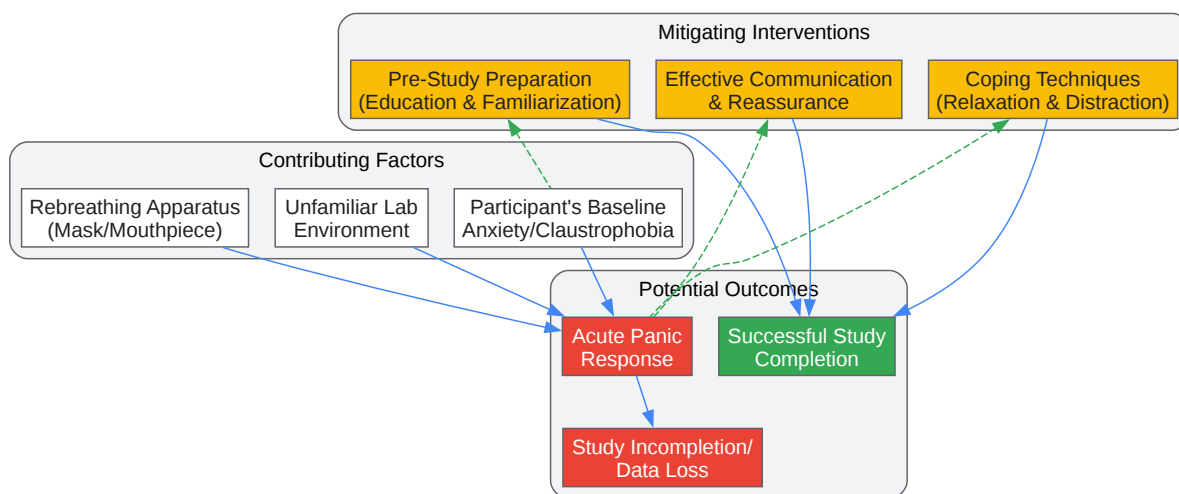 Mitigating Interventions
Pre-Study Preparation
(Education & Familiarization)
Effective Communication
& Reassurance
Coping Techniques
(Relaxation & Distraction)
Contributing Factors
Rebreathing Apparatus
(Mask/Mouthpiece)
Unfamiliar Lab
Environment
Participant's Baseline
Anxiety/Claustrophobia
Potential Outcomes
Acute Panic
Response
Successful Study
Completion
Study Incompletion/
Data Loss